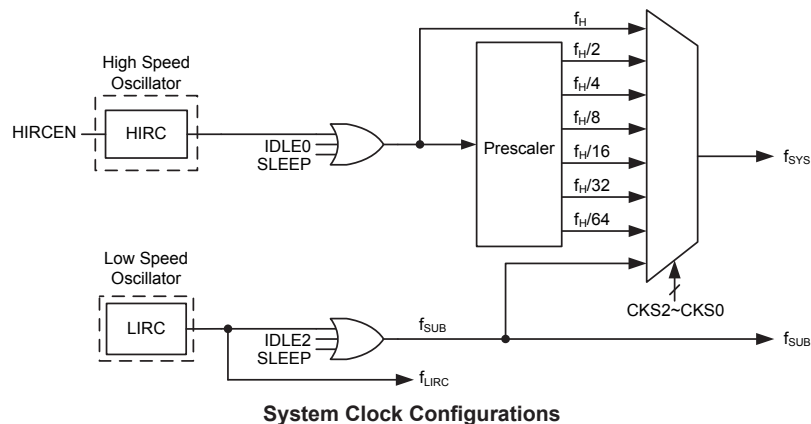 High Speed
Oscillator
HIRCEN
HIRC
IDLE0
SLEEP
Prescaler
fH
fH/2
fH/4
fH/8
fH/16
fH/32
fH/64
fSYS
CKS2~CKS0
Low Speed
Oscillator
LIRC
IDLE2
SLEEP
fSUB
fSUB
fLIRC
System Clock Configurations